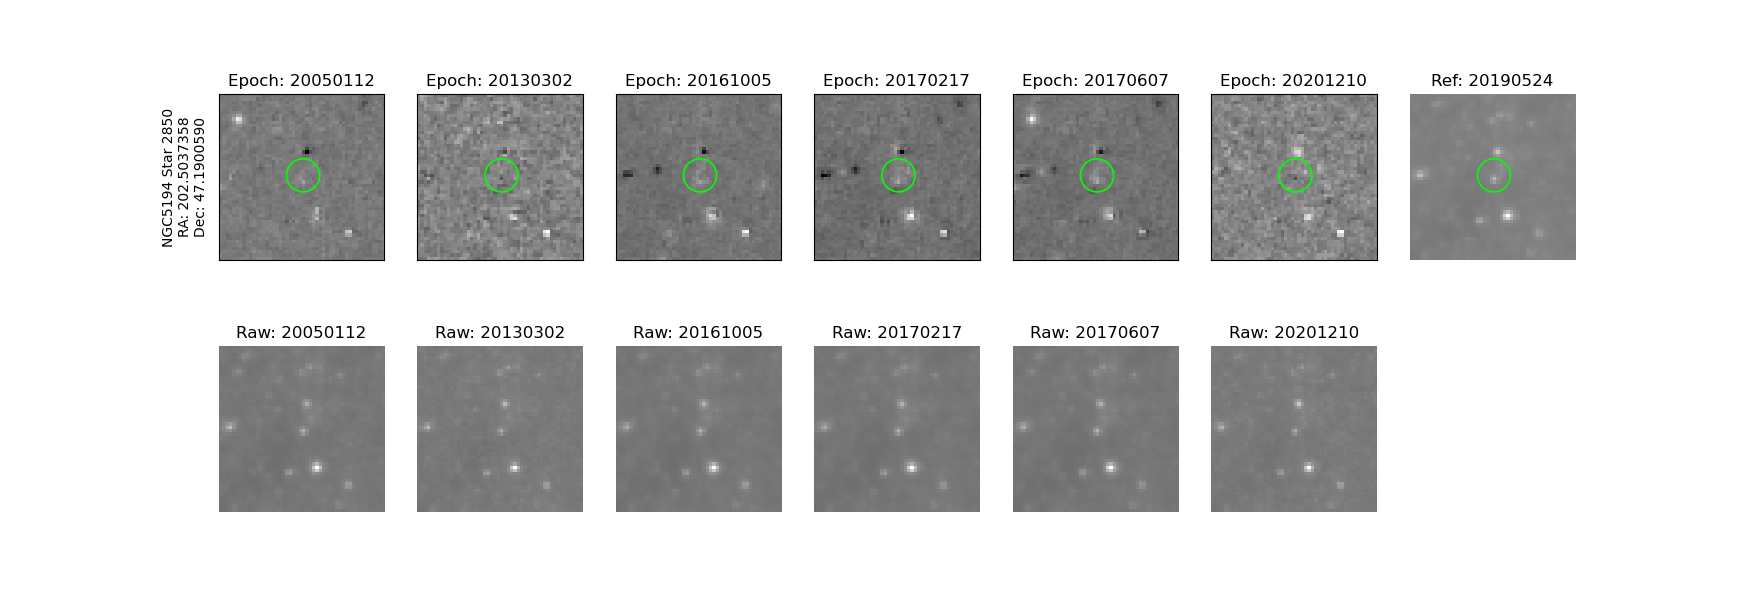 Epoch: 20050112
Epoch: 20130302
Epoch: 20161005
Epoch: 20170217
Epoch: 20170607
Epoch: 20201210
Ref: 20190524
NGC5194 Star 2850
RA: 202.5037358
Dec: 47.1900590
Raw: 20050112
Raw: 20130302
Raw: 20161005
Raw: 20170217
Raw: 20170607
Raw: 20201210